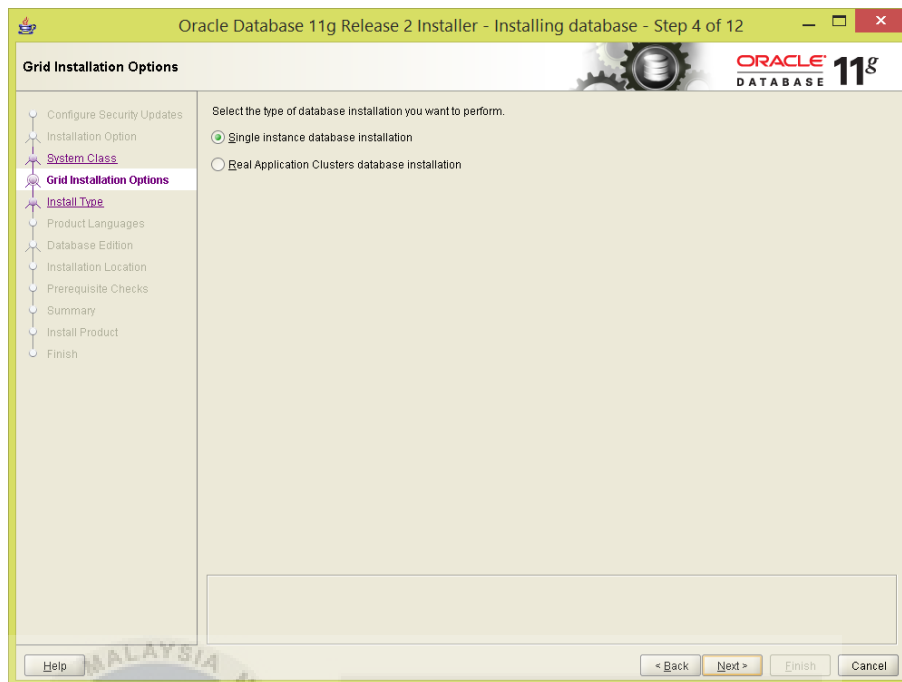 Oracle Database 11g Release 2 Installer - Installing database - Step 4 of 12
Grid Installation Options
ORACLE
DATABASE
11g
Configure Security Updates
Installation Option
System Class
Grid Installation Options
Install Type
Product Languages
Database Edition
Installation Location
Prerequisite Checks
Summary
Install Product
Finish
Select the type of database installation you want to perform.
Single instance database installation
Real Application Clusters database installation
MALAYSIA
Help
< Back
Next >
Finish
Cancel